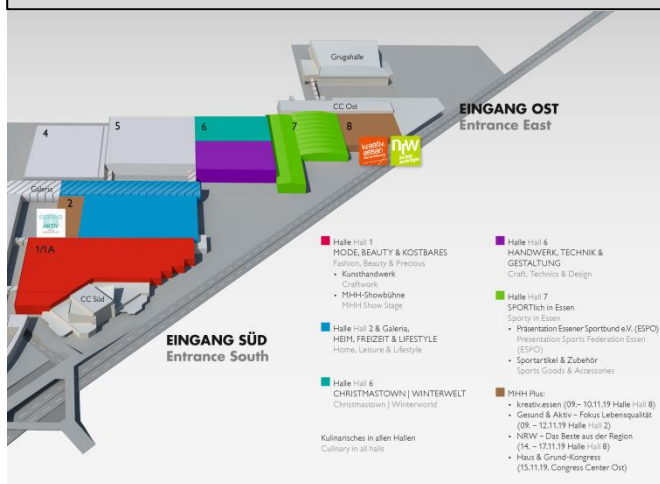 Grugahalle
CC Ost
EINGANG OST
Entrance East
4
5
6
7
8
kreativ.
essen
nrw
Galeria
2
AKTIV
1/1A
CC Süd
EINGANG SÜD
Entrance South
Halle Hall 1
MODE, BEAUTY & KOSTBARES
Fashion, Beauty & Precious
• Kunsthandwerk
Craftwork
• MHH-Showbühne
MHH Show Stage
Halle Hall 2 & Galeria,
HEIM, FREIZEIT & LIFESTYLE
Home, Leisure & Lifestyle
Halle Hall 6
CHRISTMASTOWN | WINTERWELT
Christmastown | Winterworld
Kulinarisches in allen Hallen
Culinary in all halls
Halle Hall 6
HANDWERK, TECHNIK &
GESTALTUNG
Craft, Technics & Design
Halle Hall 7
SPORTlich in Essen
Sporty in Essen
• Präsentation Essener Sportbund e.V. (ESPO)
Presentation Sports Federation Essen
(ESPO)
• Sportartikel & Zubehör
Sports Goods & Accessories
MHH Plus:
• kreativ.essen (09.– 10.11.19 Halle Hall 8)
• Gesund & Aktiv – Fokus Lebensqualität
(09. – 12.11.19 Halle Hall 2)
• NRW – Das Beste aus der Region
(14. – 17.11.19 Halle Hall 8)
• Haus & Grund-Kongress
(15.11.19. Congress Center Ost)